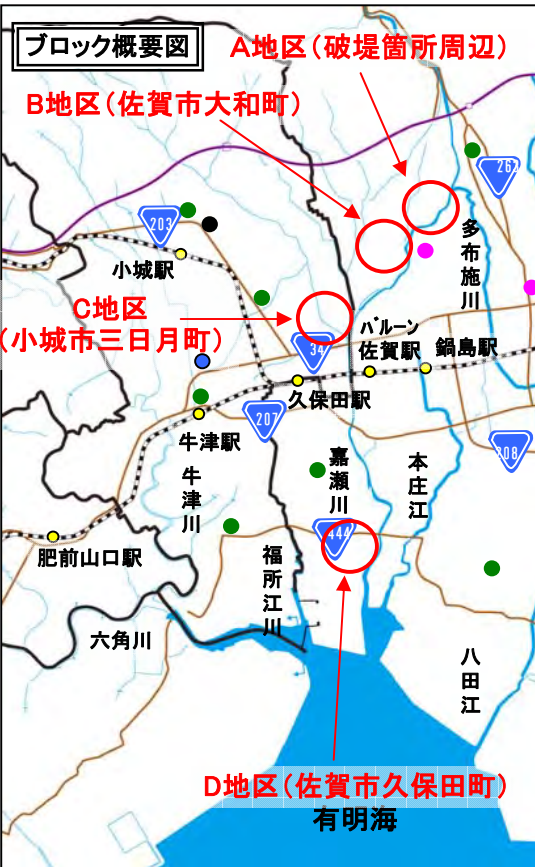 ブロック概要図
A地区(破堤箇所周辺)
B地区(佐賀市大和町)
263
203
多布施川
小城駅
C地区
(小城市三日月町)
34
バルーン
佐賀駅
鍋島駅
久保田駅
207
牛津駅
208
嘉瀬川
本庄江
牛津川
444
肥前山口駅
福所江川
六角川
八田江
D地区(佐賀市久保田町)
有明海